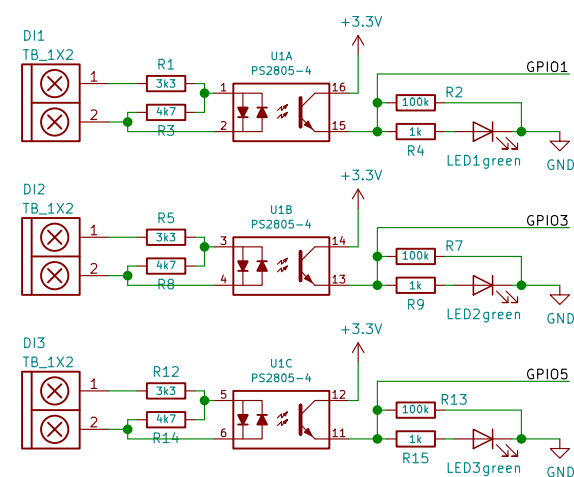 +3.3V
DI1
TB_1X2
R1
U1A
PS2805-4
GPIO1
1
3k3
1
16
R2
4k7
100k
2
R3
2
15
1k
R4
LED1green
GND
+3.3V
DI2
TB_1X2
R5
U1B
PS2805-4
GPIO3
1
3k3
3
14
R7
4k7
100k
2
R8
4
13
1k
R9
LED2green
GND
+3.3V
DI3
TB_1X2
R12
U1C
PS2805-4
GPIO5
1
3k3
5
12
R13
4k7
100k
2
R14
6
11
1k
R15
LED3green
GND